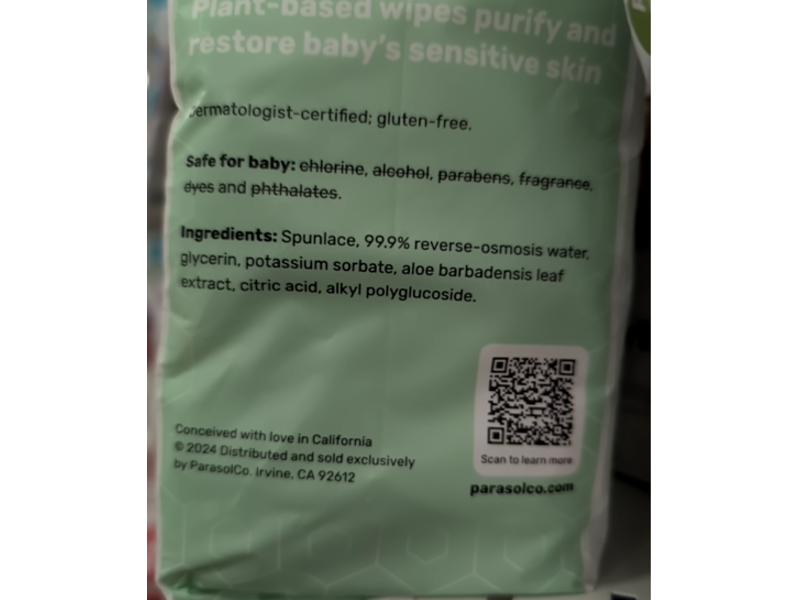 Plant-based wipes purify and
restore baby's sensitive skin
Dermatologist-certified; gluten-free.
Safe for baby: chlorine, alcohol, parabens, fragrance,
dyes and phthalates.
Ingredients: Spunlace, 99.9% reverse-osmosis water,
glycerin, potassium sorbate, aloe barbadensis leaf
extract, citric acid, alkyl polyglucoside.
Scan to learn more
parasolco.com
Conceived with love in California
© 2024 Distributed and sold exclusively
by ParasolCo. Irvine, CA 92612